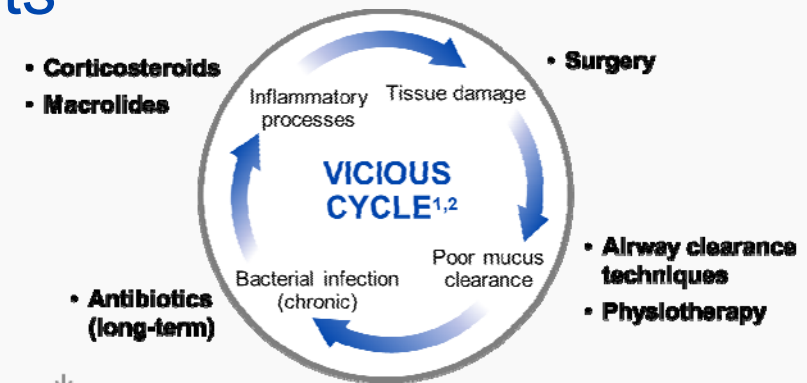 ts
• Corticosteroids
• Macrolides
• Surgery
Inflammatory
processes
Tissue damage
VICIOUS
CYCLE1,2
Poor mucus
clearance
Bacterial infection
(chronic)
• Airway clearance
techniques
• Physiotherapy
• Antibiotics
(long-term)
*